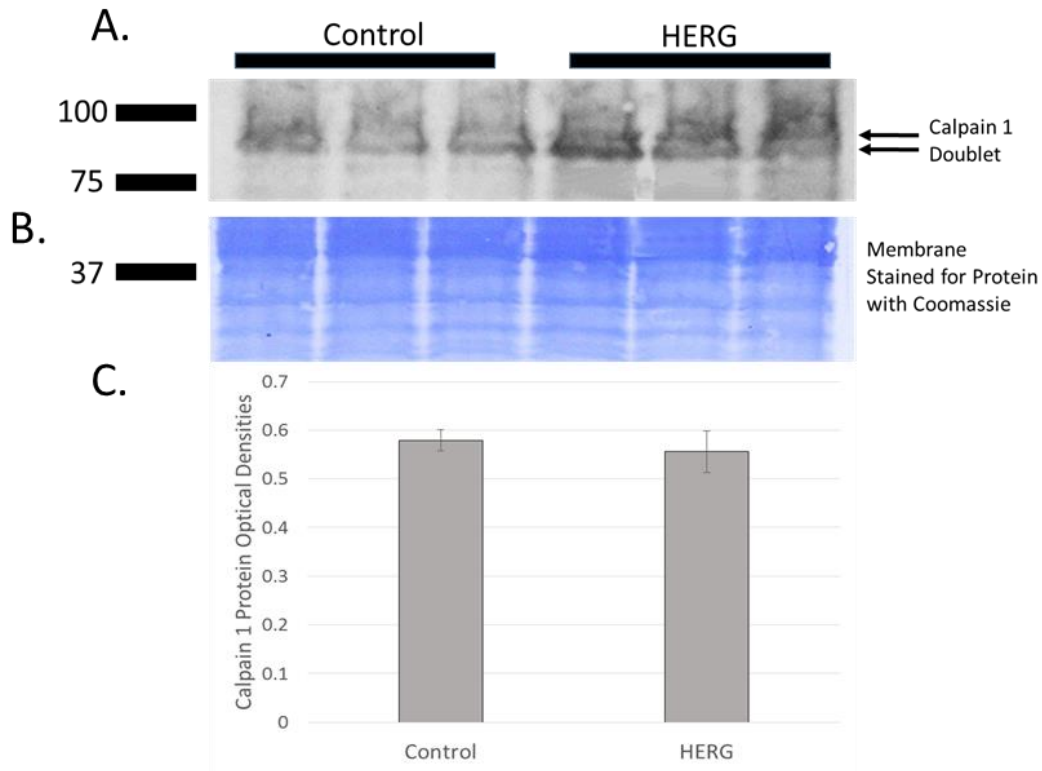 A.
Control
HERG
100
75
Calpain 1
Doublet
B.
37
Membrane
Stained for Protein
with Coomassie
C.
Calpain 1 Protein Optical Densities
0.7
0.6
0.5
0.4
0.3
0.2
0.1
0
Control
HERG